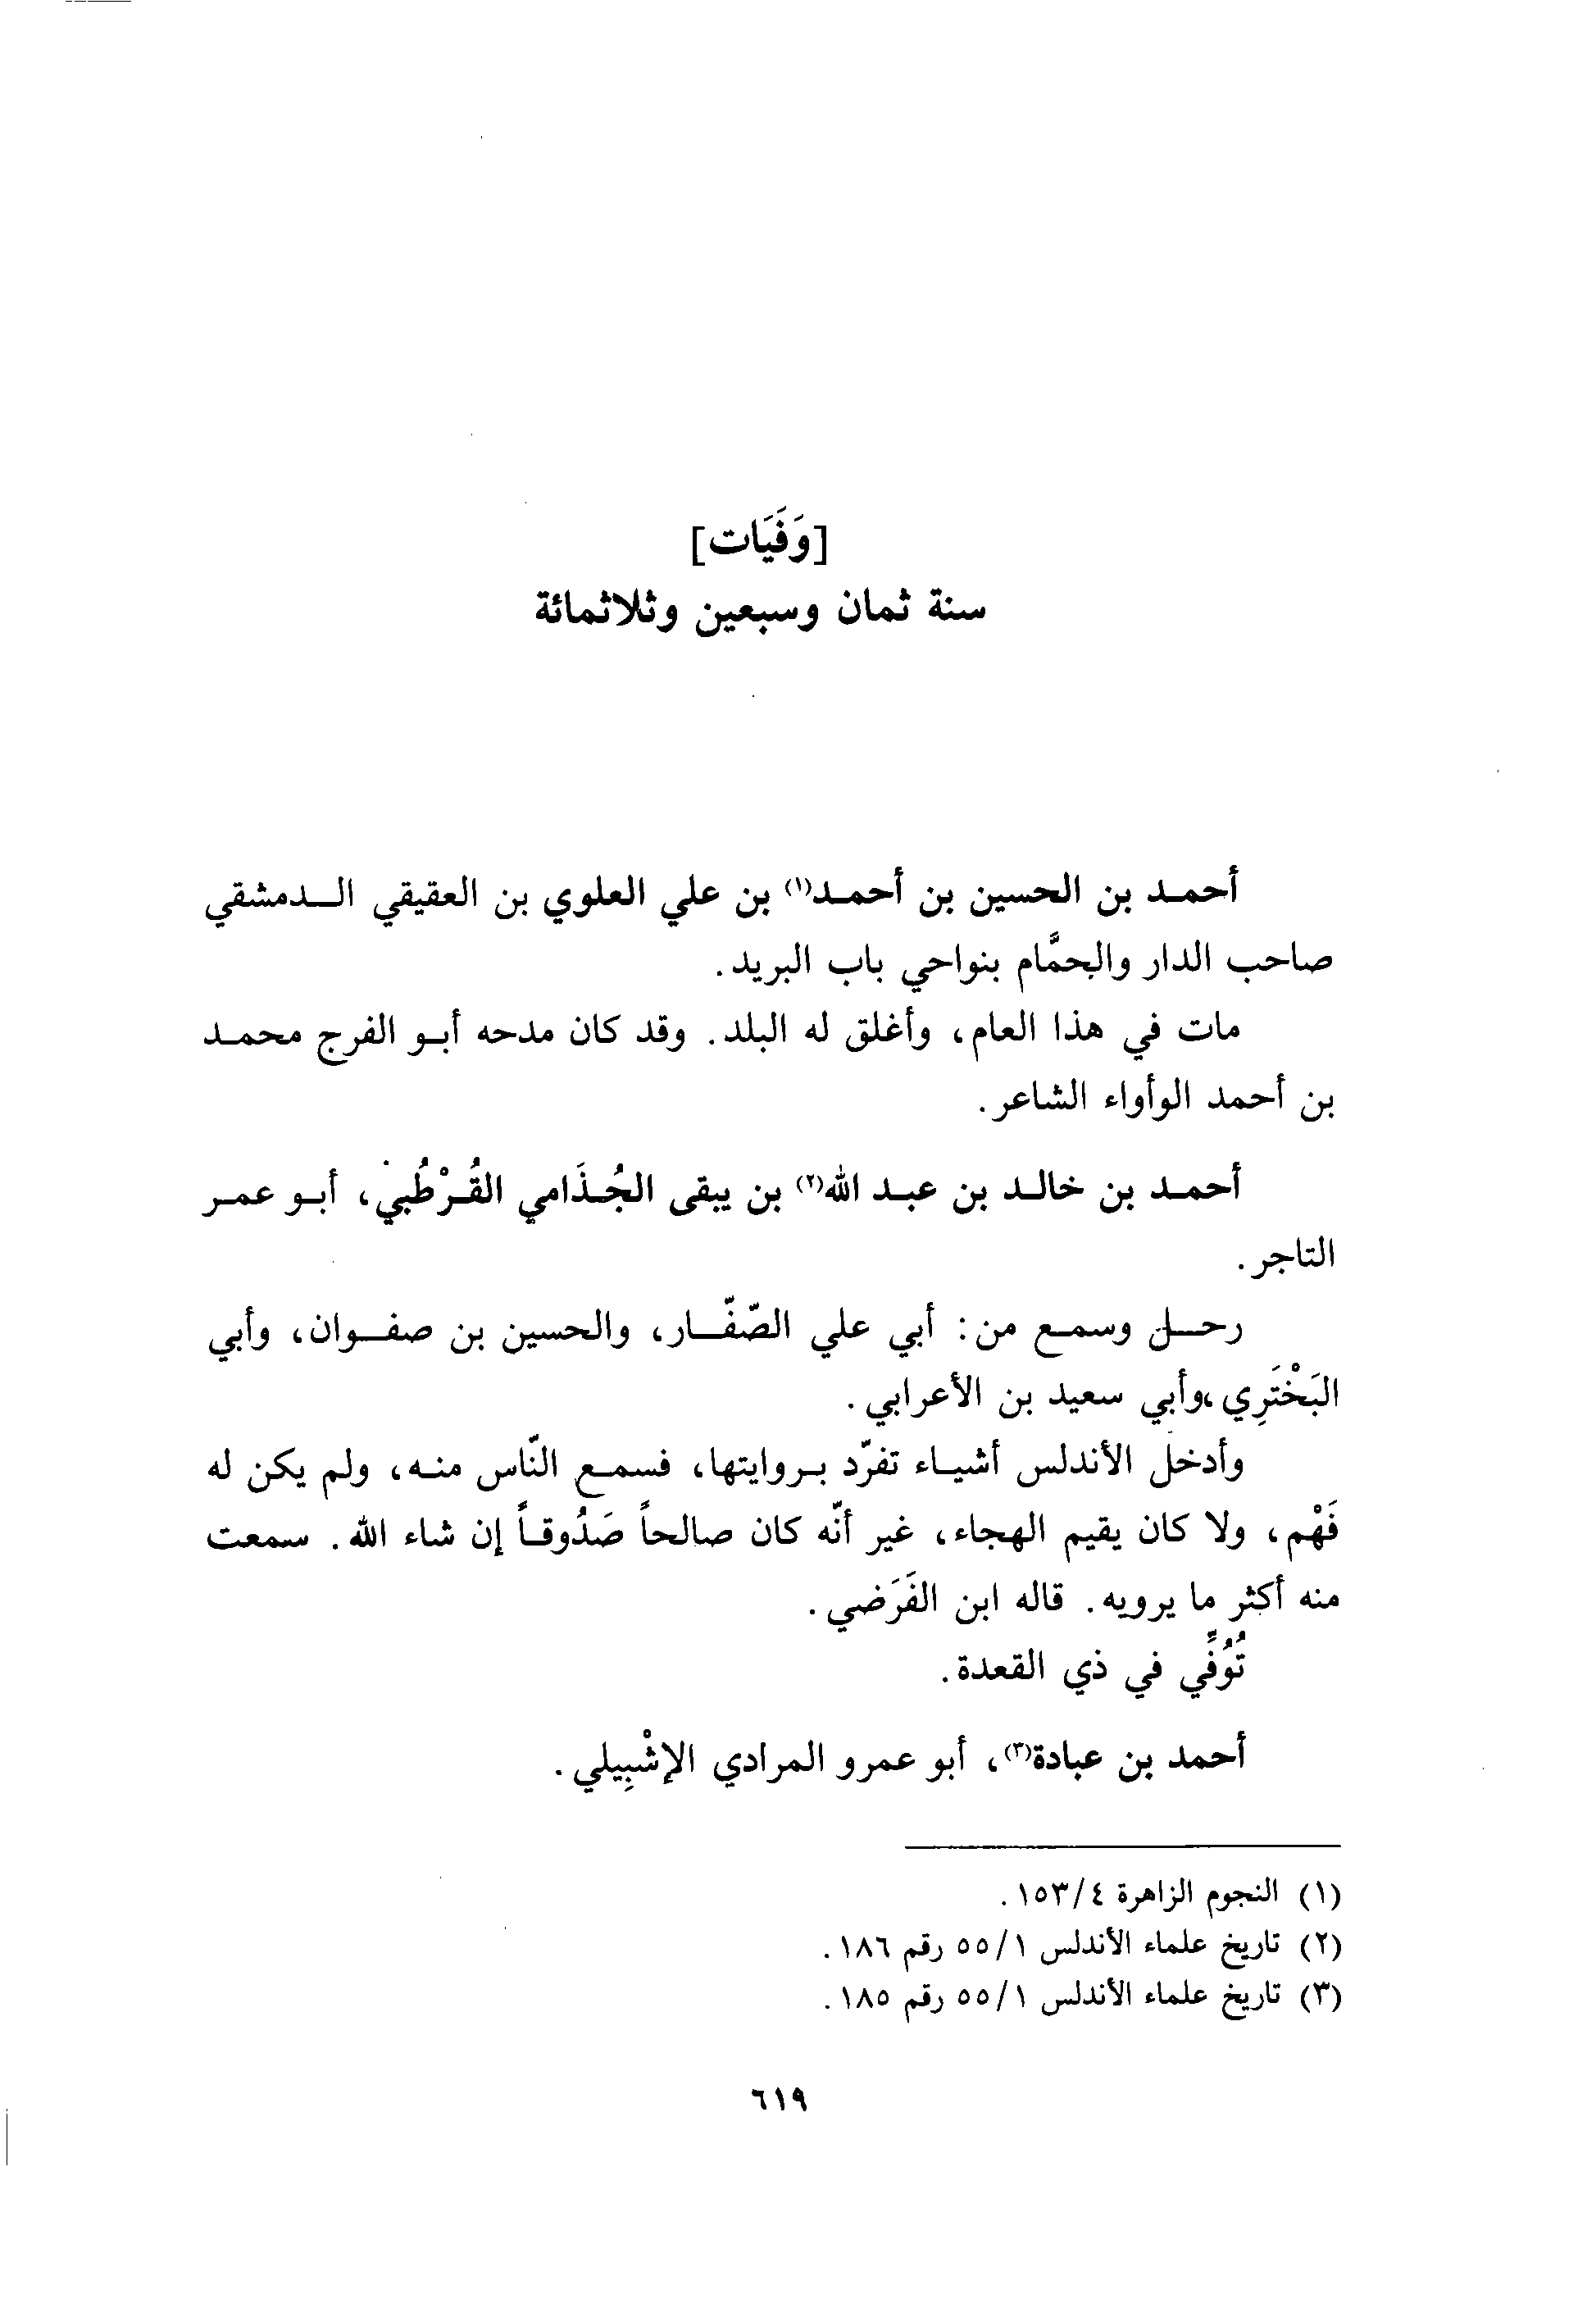 [وَفَيَات]
سنة ثمان وسبعين وثلاثمائة
أحمد بن الحسين بن أحمد(١) بن علي العلوي بن العقيقي الدمشقي
صاحب الدار والحمَّام بنواحي باب البريد.
مات في هذا العام، وأغلق له البلد. وقد كان مدحه أبو الفرج محمد
بن أحمد الوأواء الشاعر.
أحمد بن خالد بن عبد الله(٢) بن يبقى الجُذَامي القُرْطُبي، أبو عمر
التاجر.
رحل وسمع من: أبي علي الصّفّار، والحسين بن صفوان، وأبي
البَخْتَرِي، وأبي سعيد بن الأعرابي.
وأدخل الأندلس أشياء تفرّد بروايتها، فسمع النّاس منه، ولم يكن له
فَهْم، ولا كان يقيم الهجاء، غير أنّه كان صالحاً صَدُوقاً إن شاء الله. سمعت
منه أكثر ما يرويه. قاله ابن الفَرَضي.
تُوُفِّي في ذي القعدة.
أحمد بن عبادة(٣)، أبو عمرو المرادي الإشْبِيلي.
(١) النجوم الزاهرة ٤/١٥٣.
(٢) تاريخ علماء الأندلس ١/٥٥ رقم ١٨٦.
(٣) تاريخ علماء الأندلس ١/٥٥ رقم ١٨٥.
٦١٩